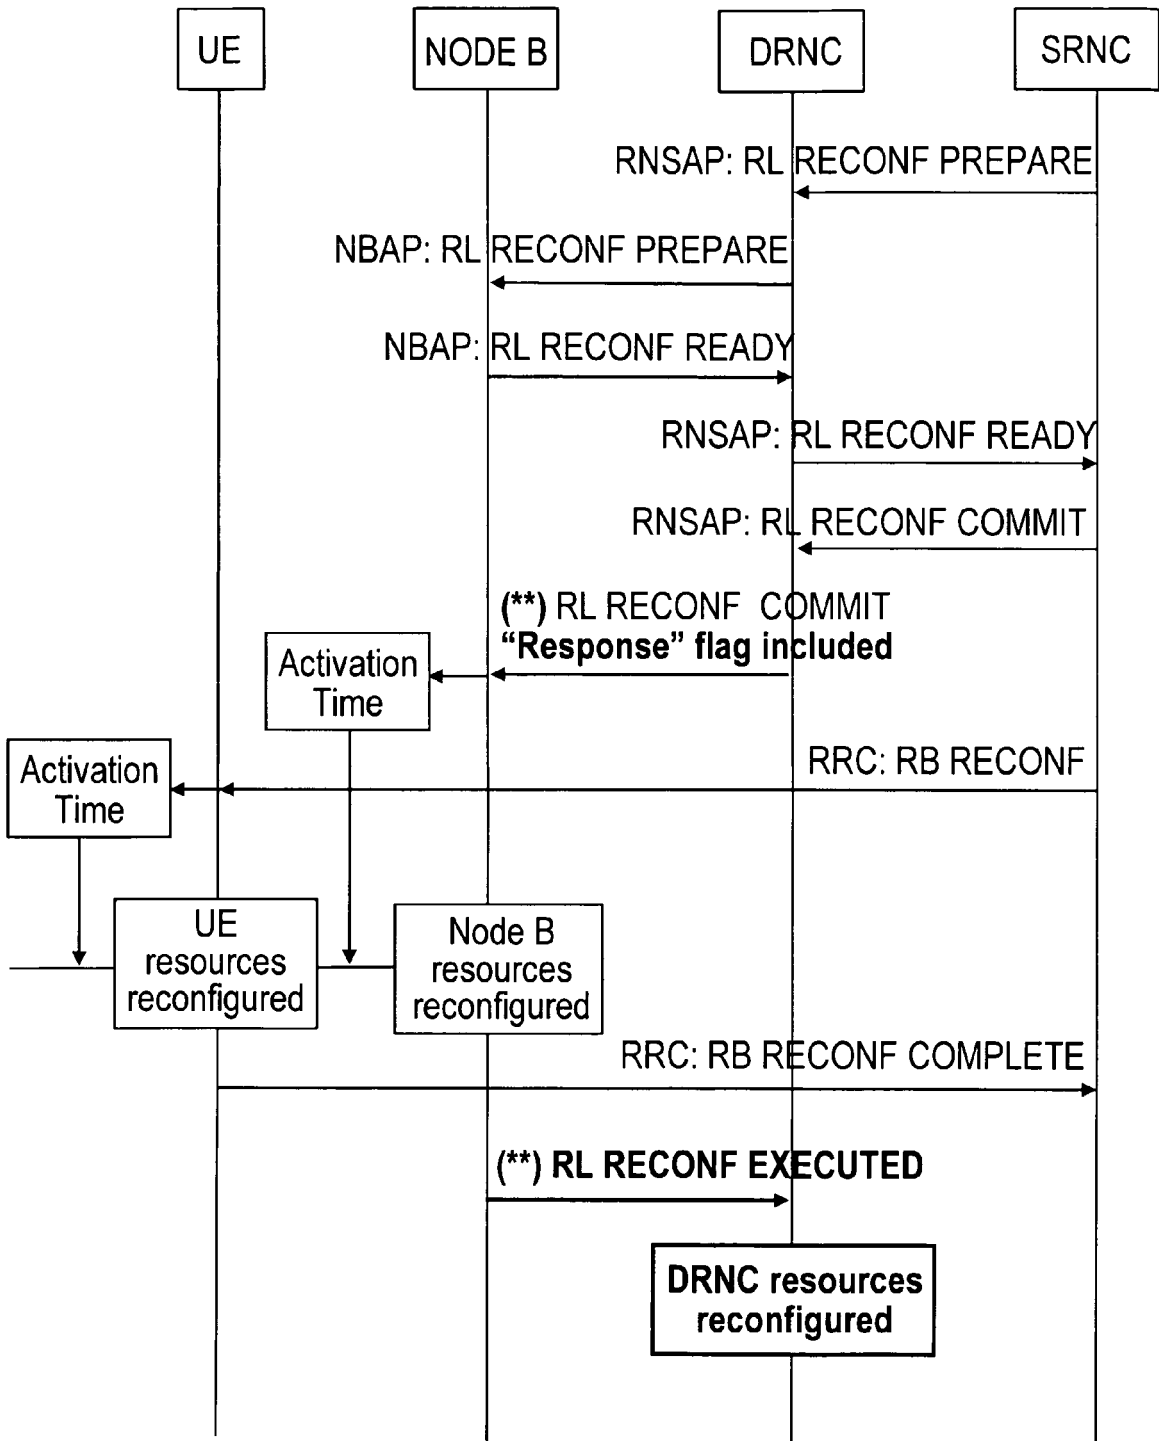 UE
NODE B
DRNC
SRNC
RNSAP: RL RECONF PREPARE
NBAP: RL RECONF PREPARE
NBAP: RL RECONF READY
RNSAP: RL RECONF READY
RNSAP: RL RECONF COMMIT
(**) RL RECONF COMMIT
“Response” flag included
Activation
Time
RRC: RB RECONF
Activation
Time
UE
resources
reconfigured
Node B
resources
reconfigured
RRC: RB RECONF COMPLETE
(**) RL RECONF EXECUTED
DRNC resources
reconfigured